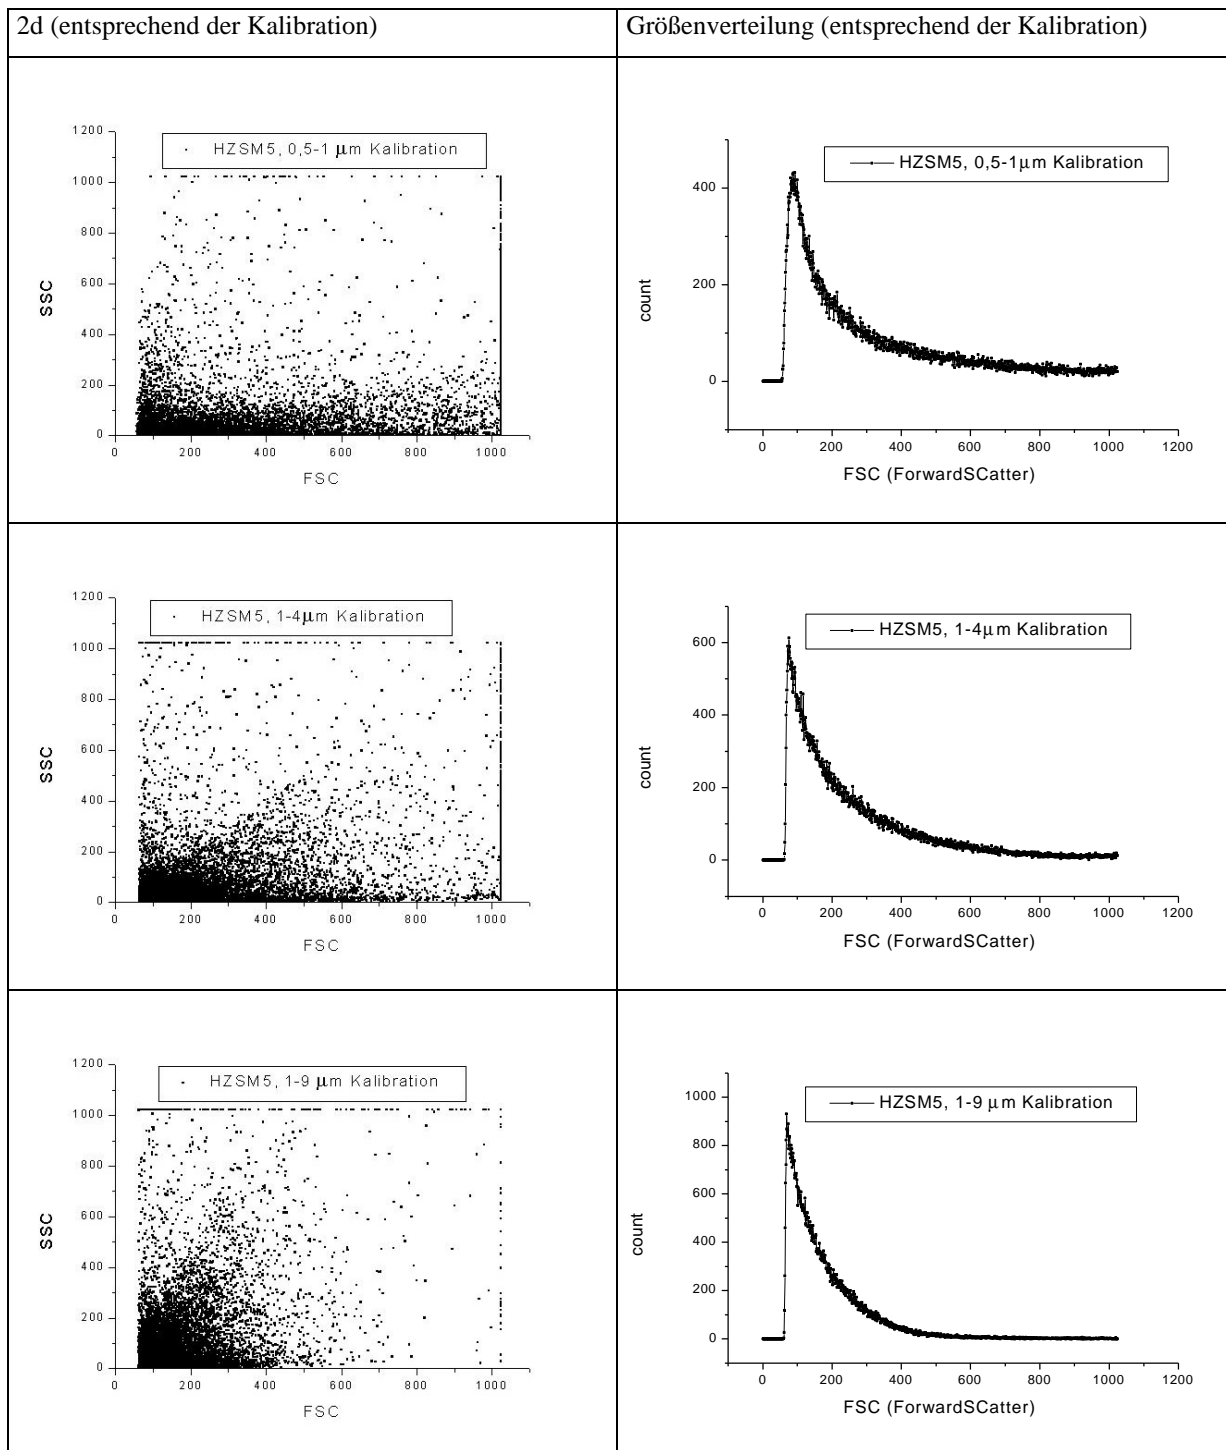 2d (entsprechend der Kalibration)
Größenverteilung (entsprechend der Kalibration)
HZSM5, 0,5-1 μm Kalibration
1200
1000
800
600
400
200
0
SSC
0 200 400 600 800 1000
FSC
HZSM5, 0,5-1μm Kalibration
400
200
0
count
0 200 400 600 800 1000 1200
FSC (ForwardSCatter)
HZSM5, 1-4μm Kalibration
1200
1000
800
600
400
200
0
SSC
0 200 400 600 800 1000
FSC
HZSM5, 1-4μm Kalibration
600
400
200
0
count
0 200 400 600 800 1000 1200
FSC (ForwardSCatter)
HZSM5, 1-9 μm Kalibration
1200
1000
800
600
400
200
0
SSC
0 200 400 600 800 1000
FSC
HZSM5, 1-9 μm Kalibration
1000
800
600
400
200
0
count
0 200 400 600 800 1000 1200
FSC (ForwardSCatter)